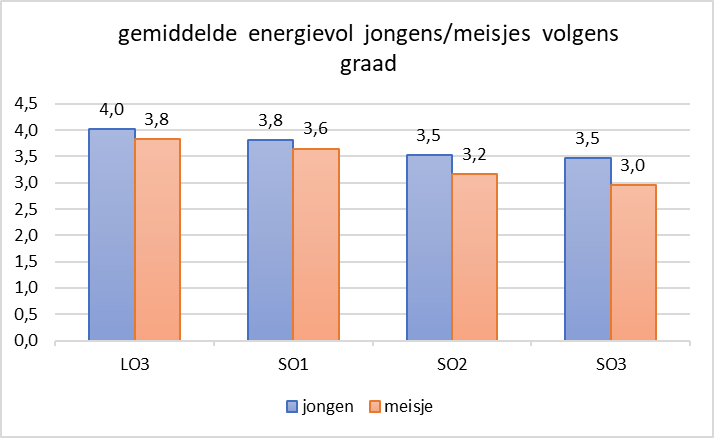 gemiddelde energievol jongens/meisjes volgens
graad
4,5
4,0
3,5
3,0
2,5
2,0
1,5
1,0
0,5
0,0
4,0 3,8 3,8 3,6 3,5 3,2 3,5 3,0
LO3 SO1 SO2 SO3
jongen meisje